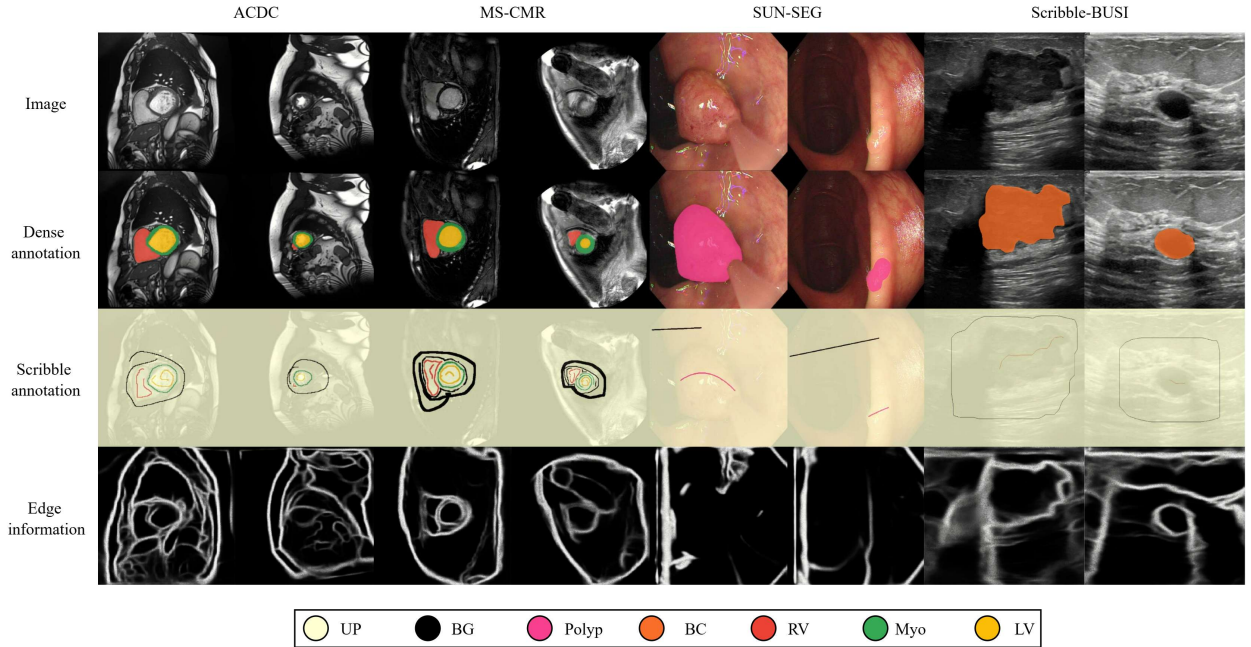 ACDC MS-CMR SUN-SEG Scribble-BUSI
Image
Dense
annotation
Scribble
annotation
Edge
information
UP BG Polyp BC RV Myo LV